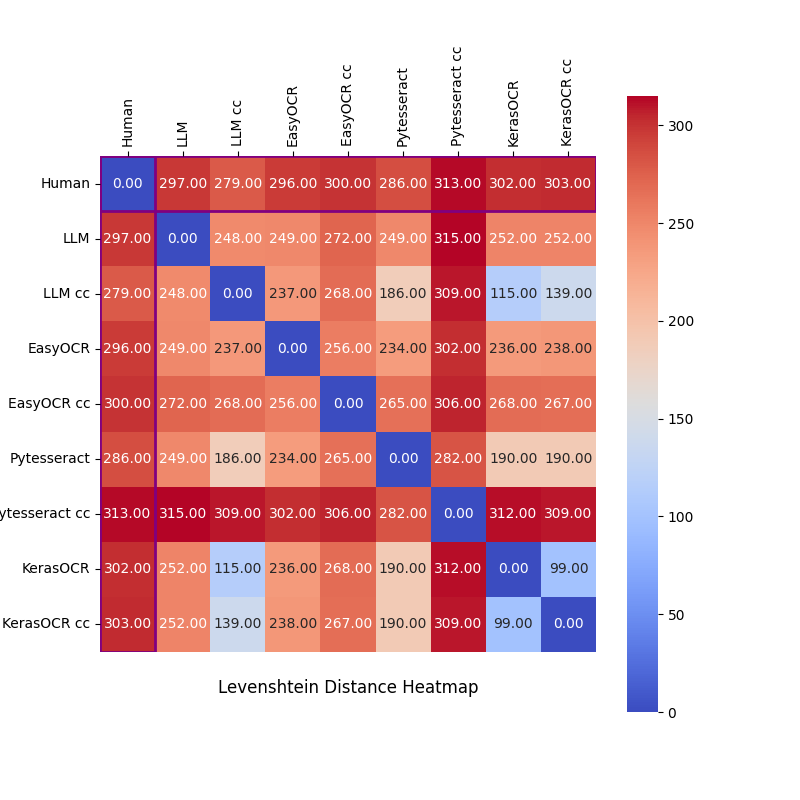 Human
LLM
LLM cc
EasyOCR
EasyOCR cc
Pytesseract
Pytesseract cc
KerasOCR
KerasOCR cc
Human 0.00 297.00 279.00 296.00 300.00 286.00 313.00 302.00 303.00
LLM 297.00 0.00 248.00 249.00 272.00 249.00 315.00 252.00 252.00
LLM cc 279.00 248.00 0.00 237.00 268.00 186.00 309.00 115.00 139.00
EasyOCR 296.00 249.00 237.00 0.00 256.00 234.00 302.00 236.00 238.00
EasyOCR cc 300.00 272.00 268.00 256.00 0.00 265.00 306.00 268.00 267.00
Pytesseract 286.00 249.00 186.00 234.00 265.00 0.00 282.00 190.00 190.00
ytesseract cc 313.00 315.00 309.00 302.00 306.00 282.00 0.00 312.00 309.00
KerasOCR 302.00 252.00 115.00 236.00 268.00 190.00 312.00 0.00 99.00
KerasOCR cc 303.00 252.00 139.00 238.00 267.00 190.00 309.00 99.00 0.00
Levenshtein Distance Heatmap
300
250
200
150
100
50
0